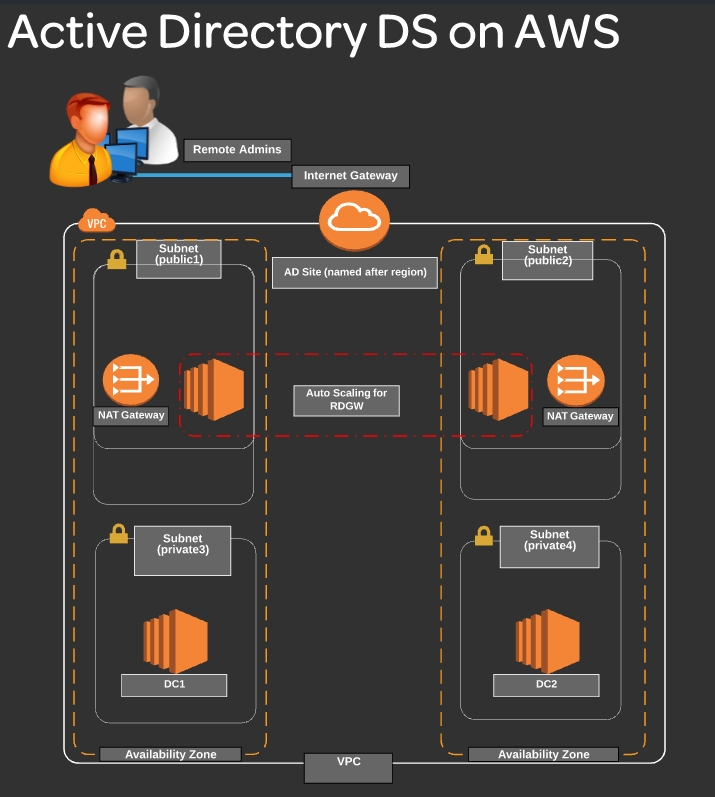 Active Directory DS on AWS
Remote Admins
Internet Gateway
VPC
Subnet
(public1)
AD Site (named after region)
Subnet
(public2)
NAT Gateway
Auto Scaling for
RDGW
NAT Gateway
Subnet
(private3)
Subnet
(private4)
DC1
DC2
Availability Zone
VPC
Availability Zone